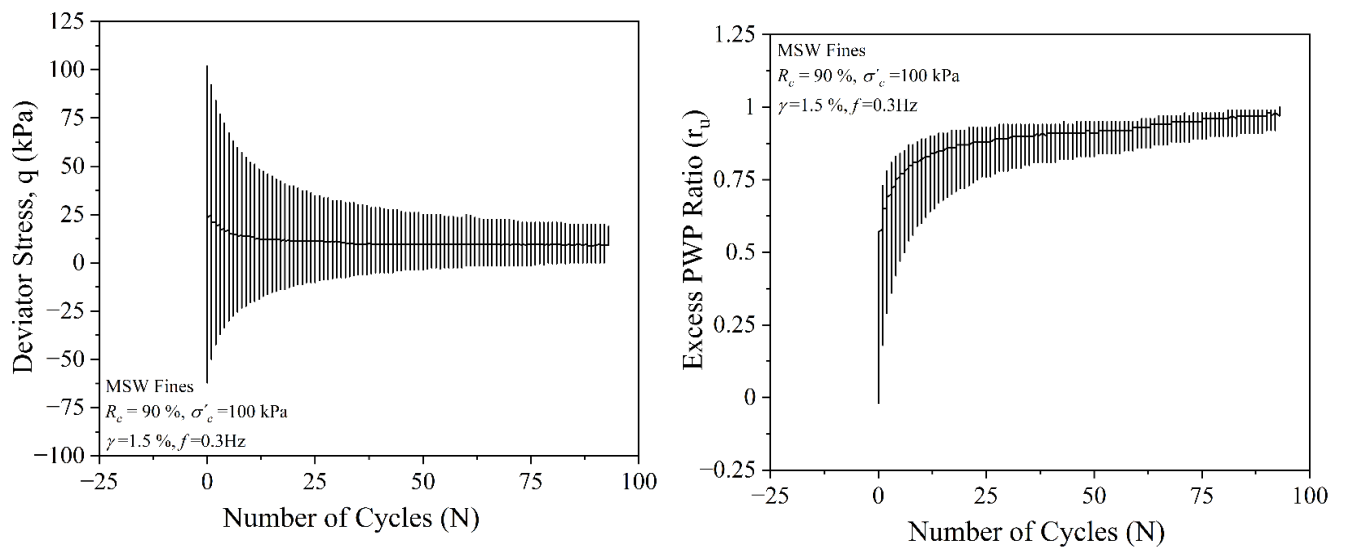 125
100
75
50
25
0
−25
−50
−75
−100
Deviator Stress, q (kPa)
MSW Fines
R_c = 90 %, σ′_c =100 kPa
γ=1.5 %, f=0.3Hz
−25 0 25 50 75 100
Number of Cycles (N)
1.25
1
0.75
0.5
0.25
0
−0.25
Excess PWP Ratio (r_u)
MSW Fines
R_c = 90 %, σ′_c =100 kPa
γ=1.5 %, f=0.3Hz
−25 0 25 50 75 100
Number of Cycles (N)